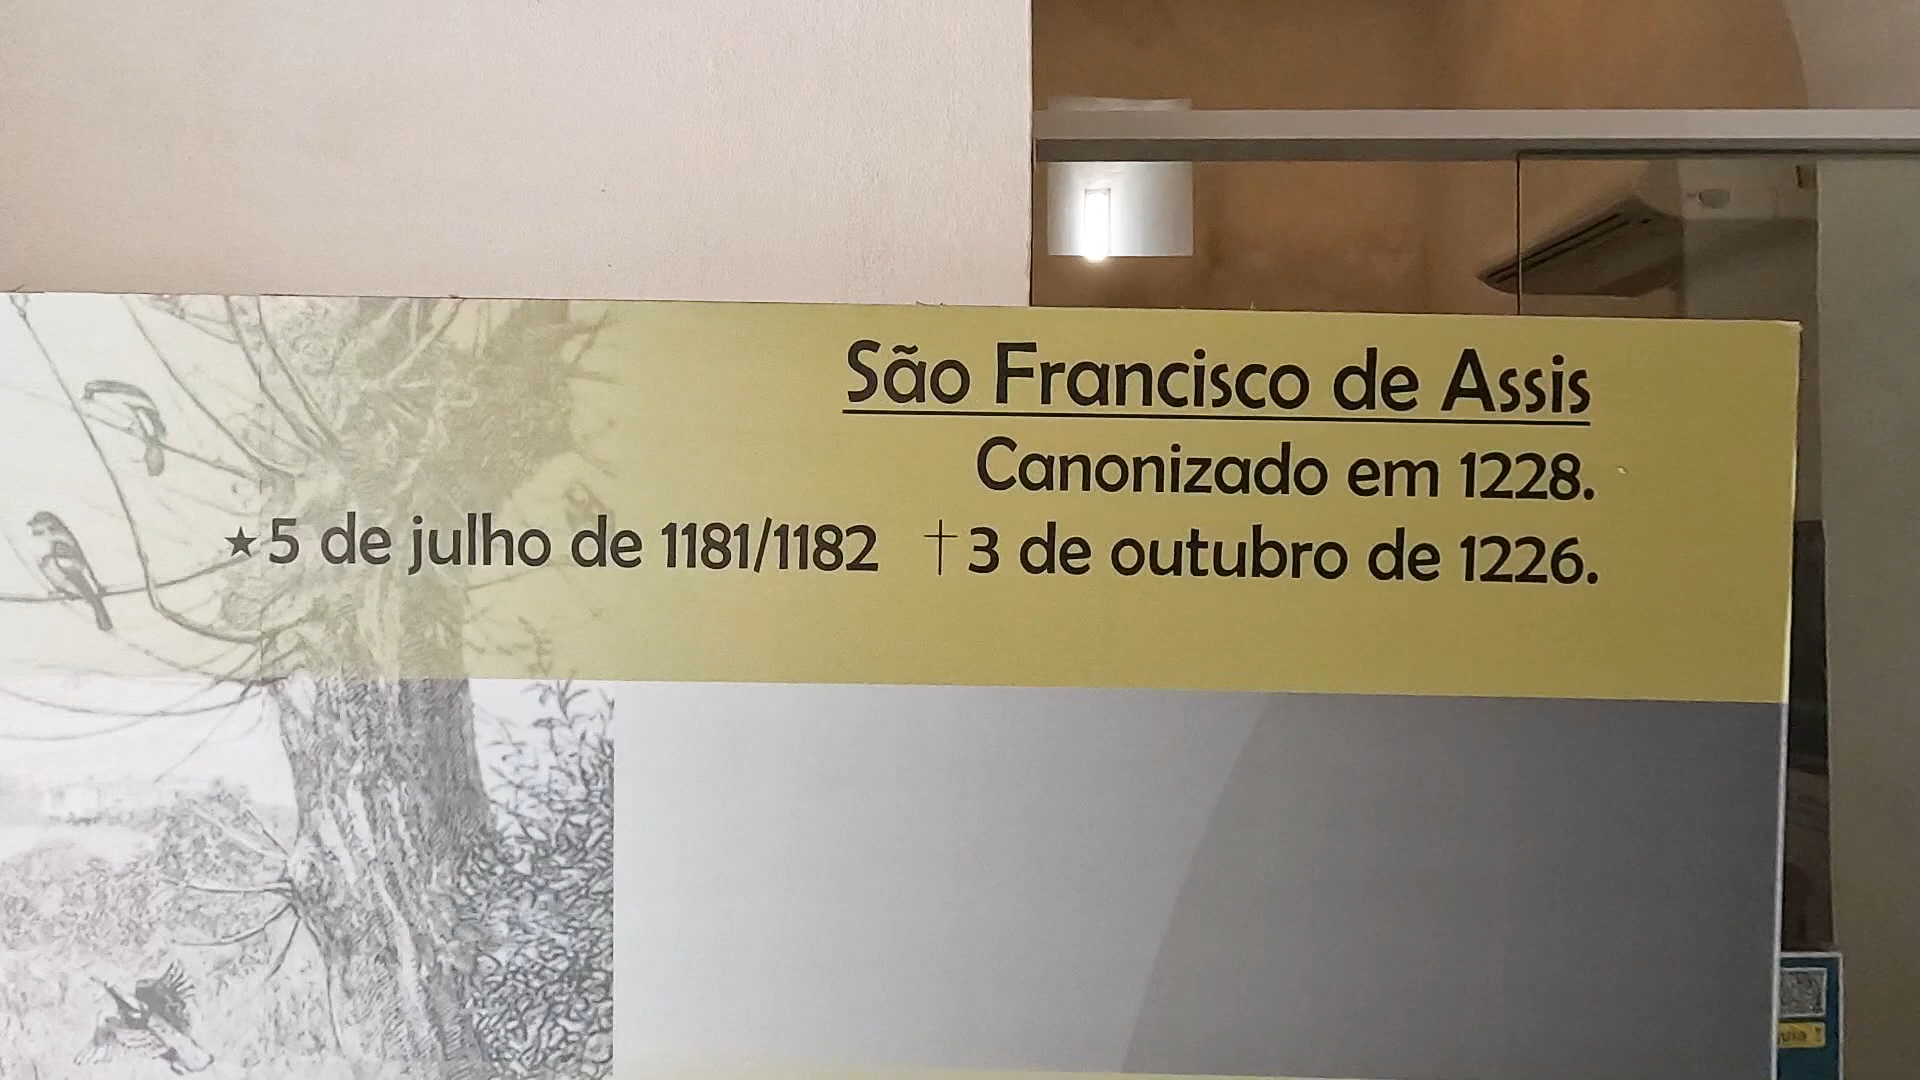 São Francisco de Assis
Canonizado em 1228.
★5 de julho de 1181/1182 †3 de outubro de 1226.